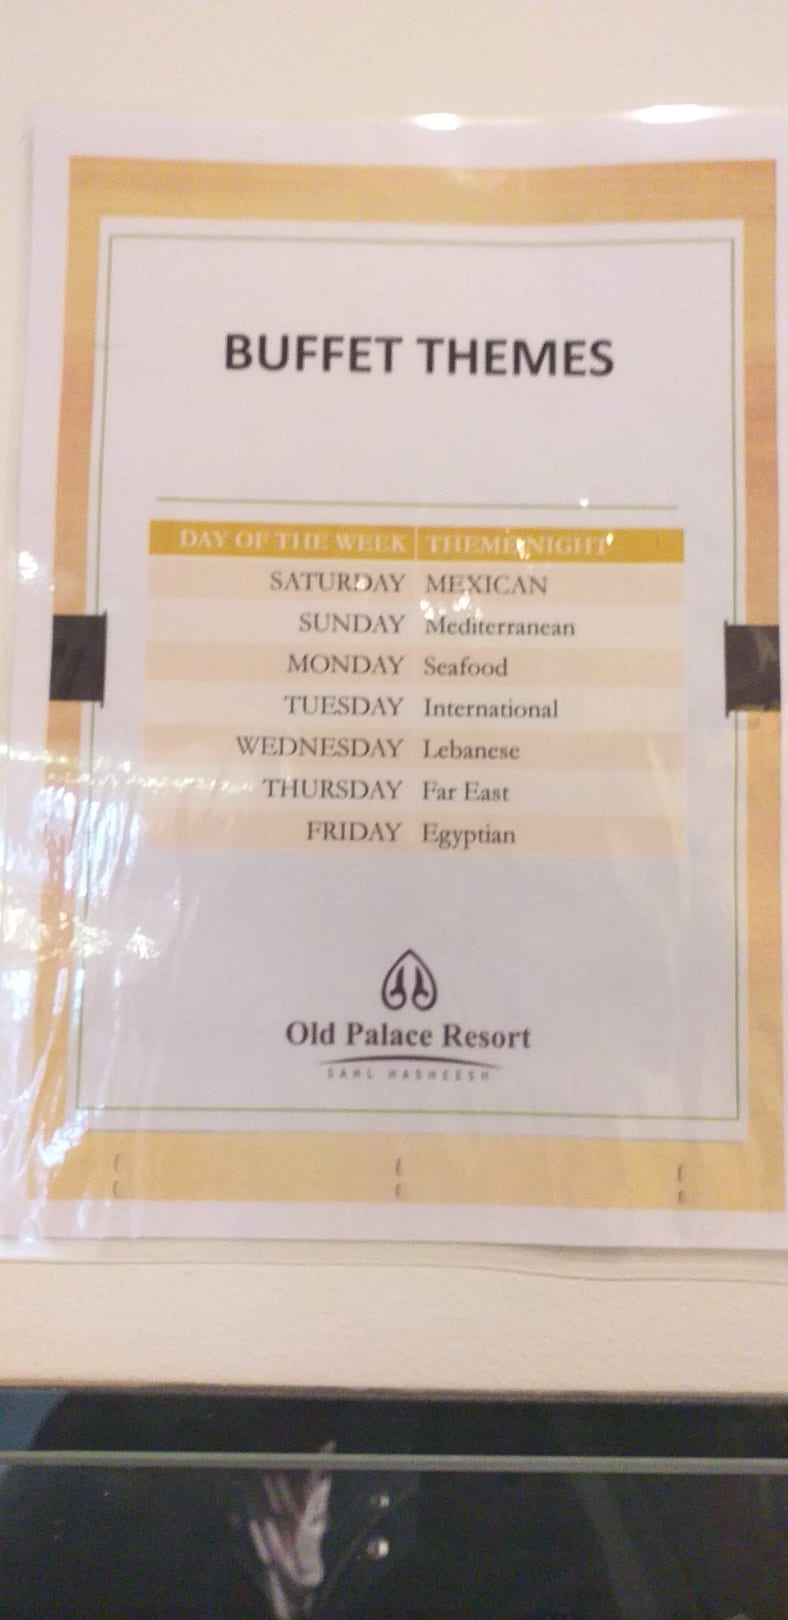 BUFFET THEMES
DAY OF THE WEEK THEME NIGHT
SATURDAY MEXICAN
SUNDAY Mediterranean
MONDAY Seafood
TUESDAY International
WEDNESDAY Lebanese
THURSDAY Far East
FRIDAY Egyptian
Old Palace Resort
SAHL HASHEESH